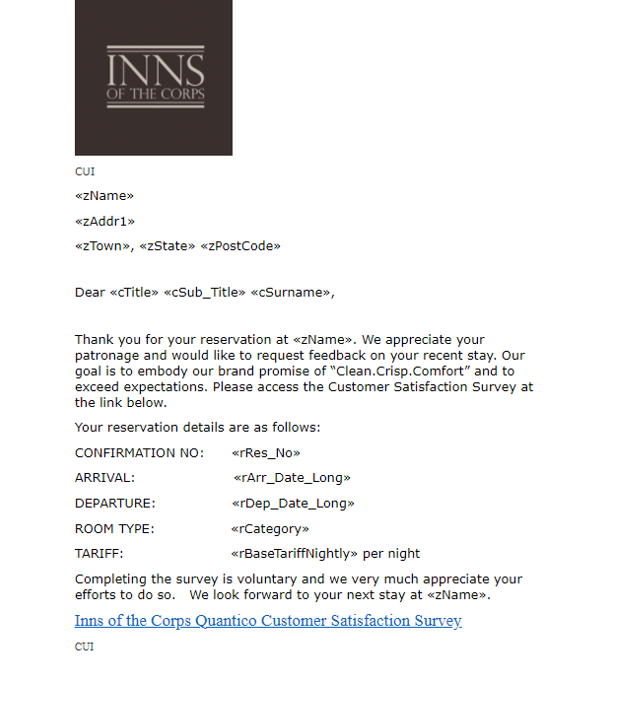 INNS
OF THE CORPS
CUI
«zName»
«zAddr1»
«zTown», «zState» «zPostCode»
Dear «cTitle» «cSub_Title» «cSurname»,
Thank you for your reservation at «zName». We appreciate your
patronage and would like to request feedback on your recent stay. Our
goal is to embody our brand promise of “Clean.Crisp.Comfort” and to
exceed expectations. Please access the Customer Satisfaction Survey at
the link below.
Your reservation details are as follows:
CONFIRMATION NO: «rRes_No»
ARRIVAL: «rArr_Date_Long»
DEPARTURE: «rDep_Date_Long»
ROOM TYPE: «rCategory»
TARIFF: «rBaseTariffNightly» per night
Completing the survey is voluntary and we very much appreciate your
efforts to do so. We look forward to your next stay at «zName».
Inns of the Corps Quantico Customer Satisfaction Survey
CUI